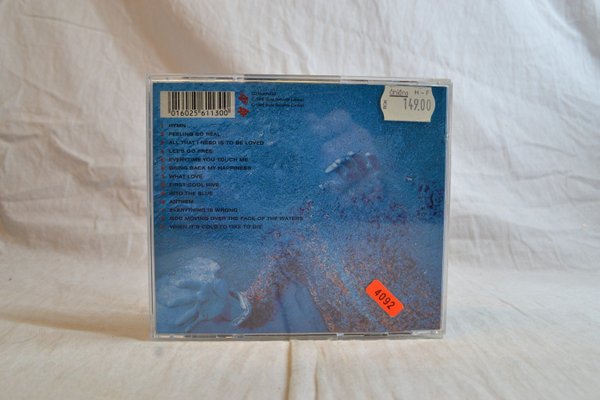 0 016025 611300
H-F
149.00
HYMN
FEELING SO REAL
ALL THAT I NEED IS TO BE LOVED
LET'S GO FREE
EVERYTIME YOU TOUCH ME
BRING BACK MY HAPPINESS
WHAT LOVE
FIRST COOL HIVE
INTO THE BLUE
ANTHEM
EVERYTHING IS WRONG
GOD MOVING OVER THE FACE OF THE WATERS
WHEN IT'S COLD I'D LIKE TO DIE
4092